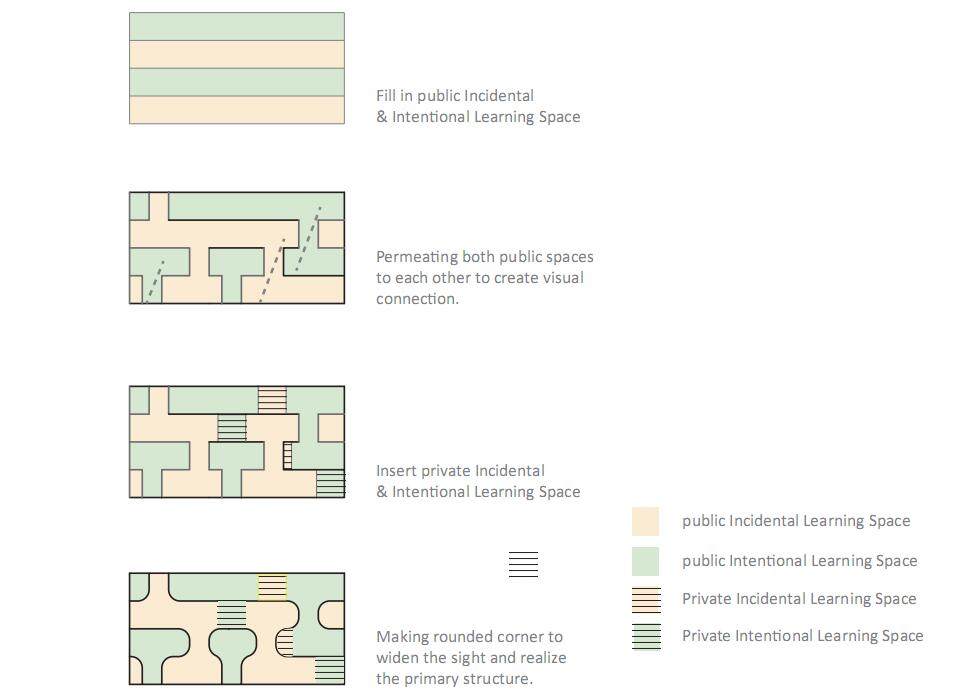 Fill in public Incidental
& Intentional Learning Space
Permeating both public spaces
to each other to create visual
connection.
Insert private Incidental
& Intentional Learning Space
public Incidental Learning Space
public Intentional Learning Space
Private Incidental Learning Space
Private Intentional Learning Space
Making rounded corner to
widen the sight and realize
the primary structure.